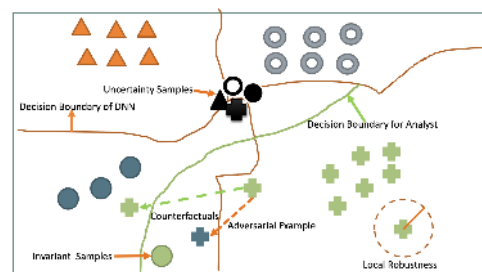 Uncertainty Samples
Decision Boundary of DNN
Decision Boundary for Analyst
Counterfactuals
Adversarial Example
Invariant Samples
Local Robustness